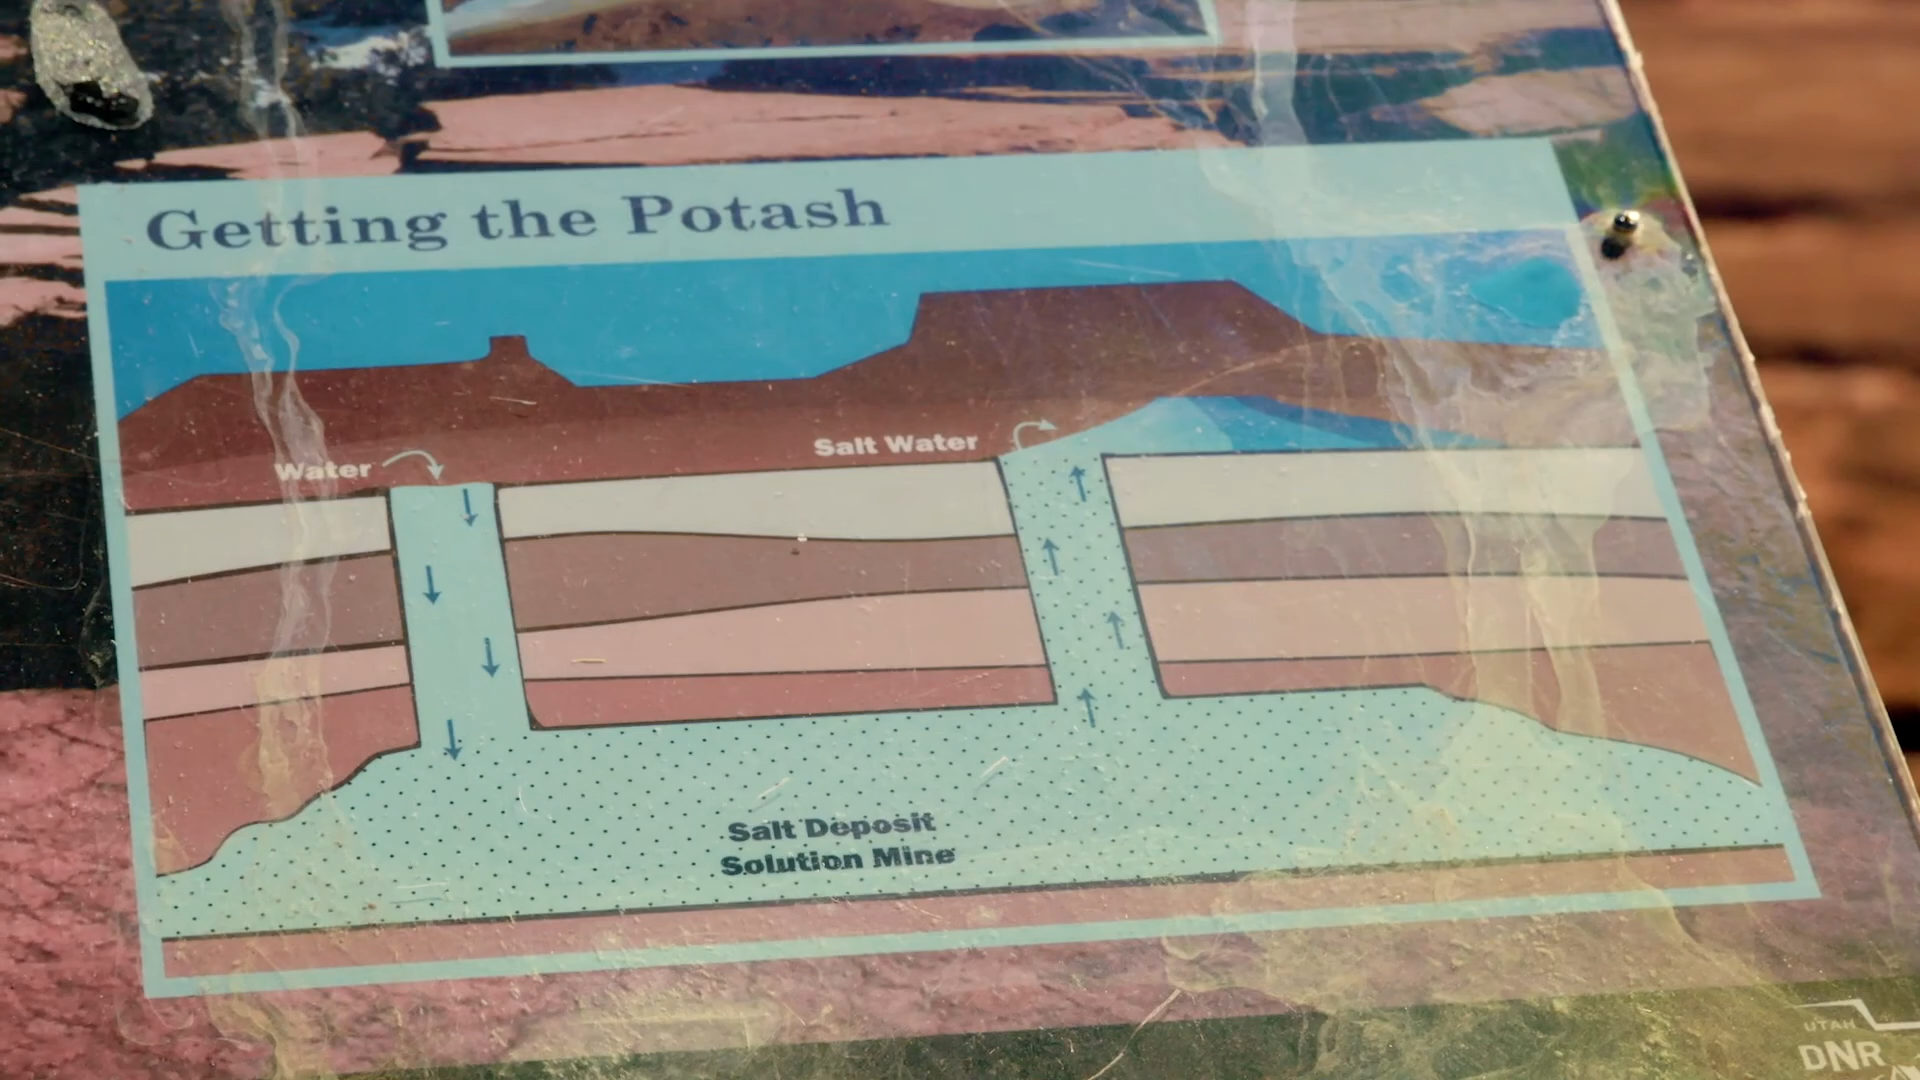 Getting the Potash
Water
Salt Water
Salt Deposit
Solution Mine
UTAH
DNR